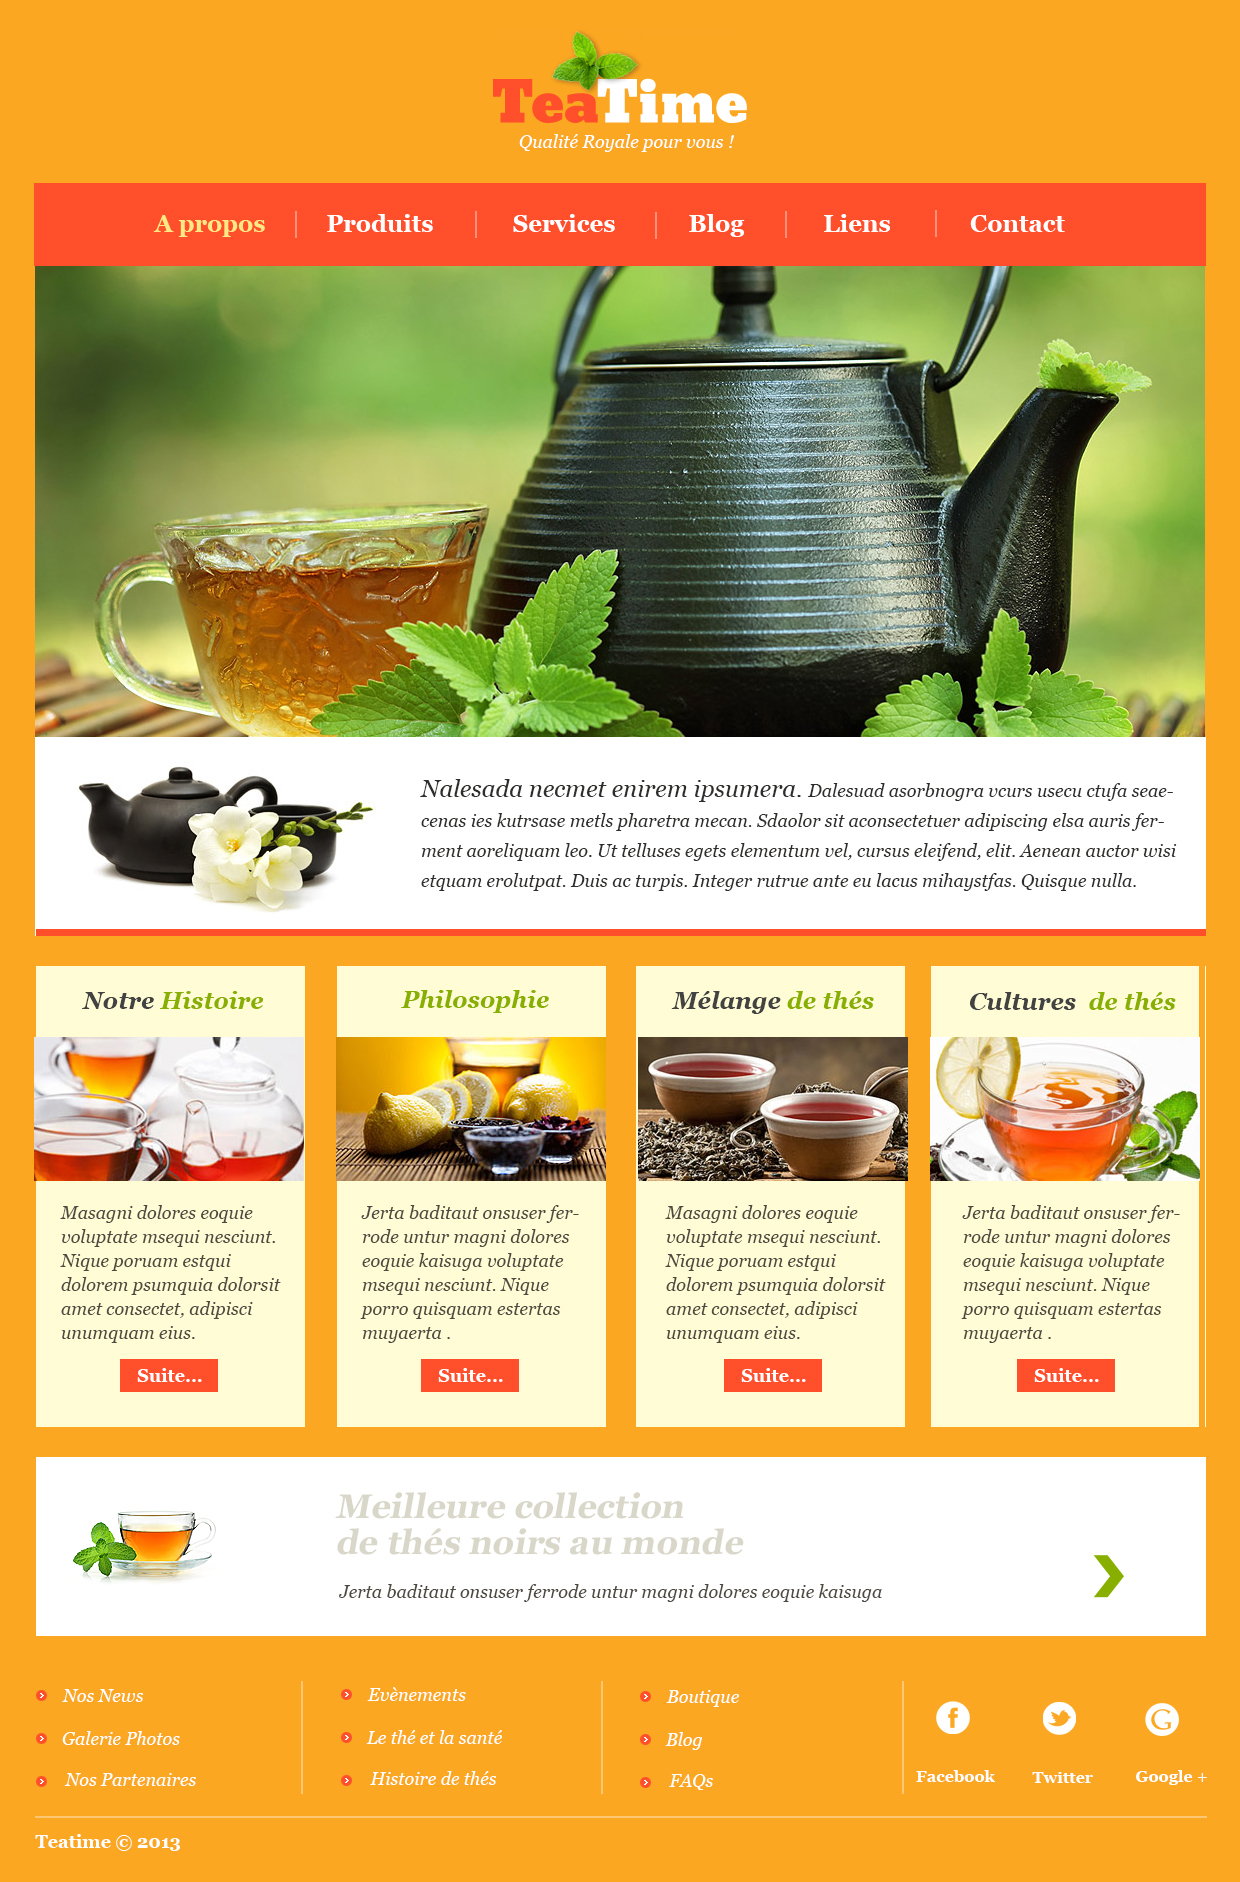 TeaTime
Qualité Royale pour vous !
A propos
Produits
Services
Blog
Liens
Contact
Nalesada necmet enirem ipsumera. Dalesuad asorbnogra vcurs usecu ctufa seae-
cenas ies kutrsase metls pharetra mecan. Sdaolor sit aconsectetuer adipiscing elsa auris fer-
ment aoreliquam leo. Ut telluses egets elementum vel, cursus eleifend, elit. Aenean auctor wisi
etquam erolutpat. Duis ac turpis. Integer rutrue ante eu lacus mihaystfas. Quisque nulla.
Notre Histoire
Masagni dolores eoquie
voluptate msequi nesciunt.
Nique poruam estqui
dolorem psumquia dolorsit
amet consectet, adipisci
unumquam eius.
Suite...
Philosophie
Jerta baditaut onsuser fer-
rode untur magni dolores
eoquie kaisuga voluptate
msequi nesciunt. Nique
porro quisquam estertas
muyaerta .
Suite...
Mélange de thés
Masagni dolores eoquie
voluptate msequi nesciunt.
Nique poruam estqui
dolorem psumquia dolorsit
amet consectet, adipisci
unumquam eius.
Suite...
Cultures de thés
Jerta baditaut onsuser fer-
rode untur magni dolores
eoquie kaisuga voluptate
msequi nesciunt. Nique
porro quisquam estertas
muyaerta .
Suite...
Meilleure collection
de thés noirs au monde
Jerta baditaut onsuser ferrode untur magni dolores eoquie kaisuga
Nos News
Galerie Photos
Nos Partenaires
Evènements
Le thé et la santé
Histoire de thés
Boutique
Blog
FAQs
Facebook
Twitter
Google +
Teatime © 2013